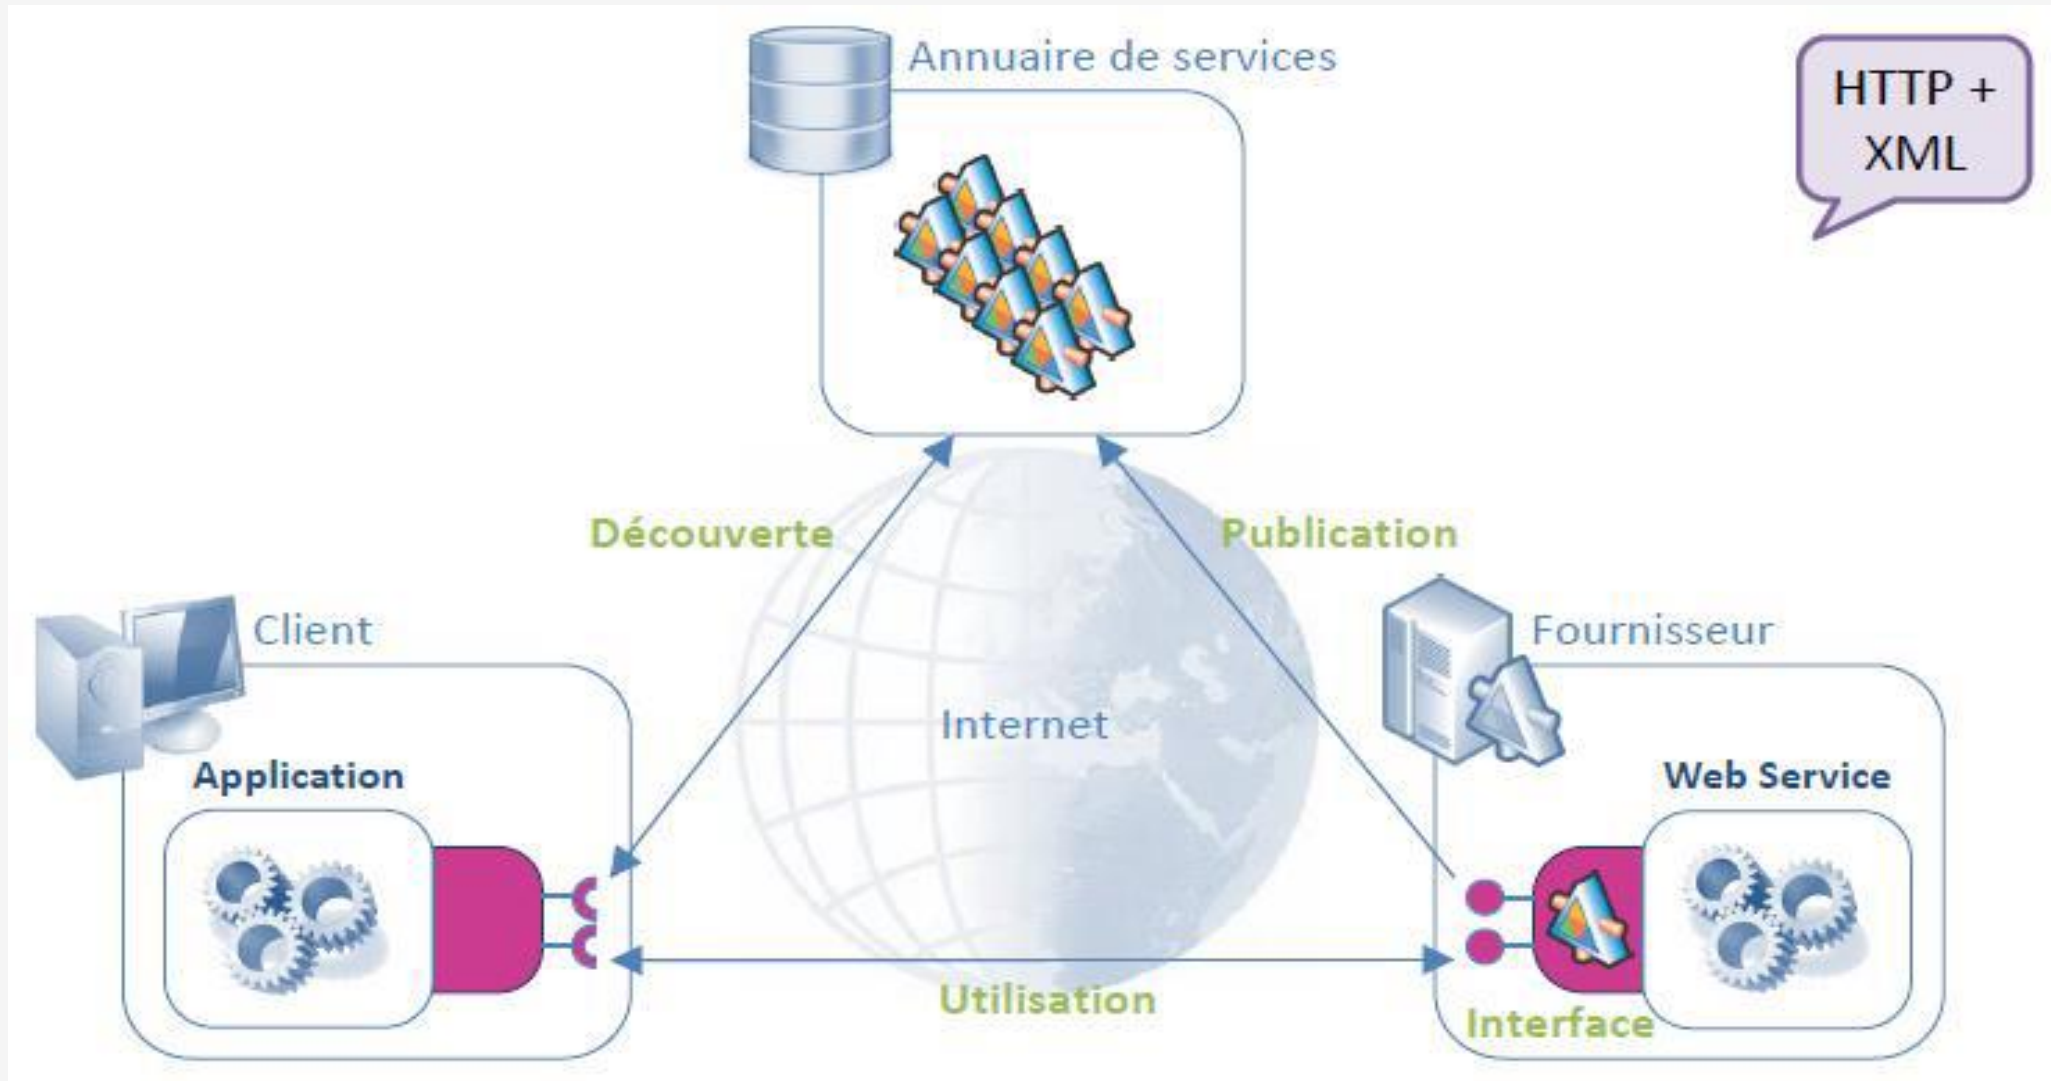 Annuaire de services
HTTP +
XML
Découverte
Publication
Client
Fournisseur
Internet
Application
Web Service
Utilisation
Interface